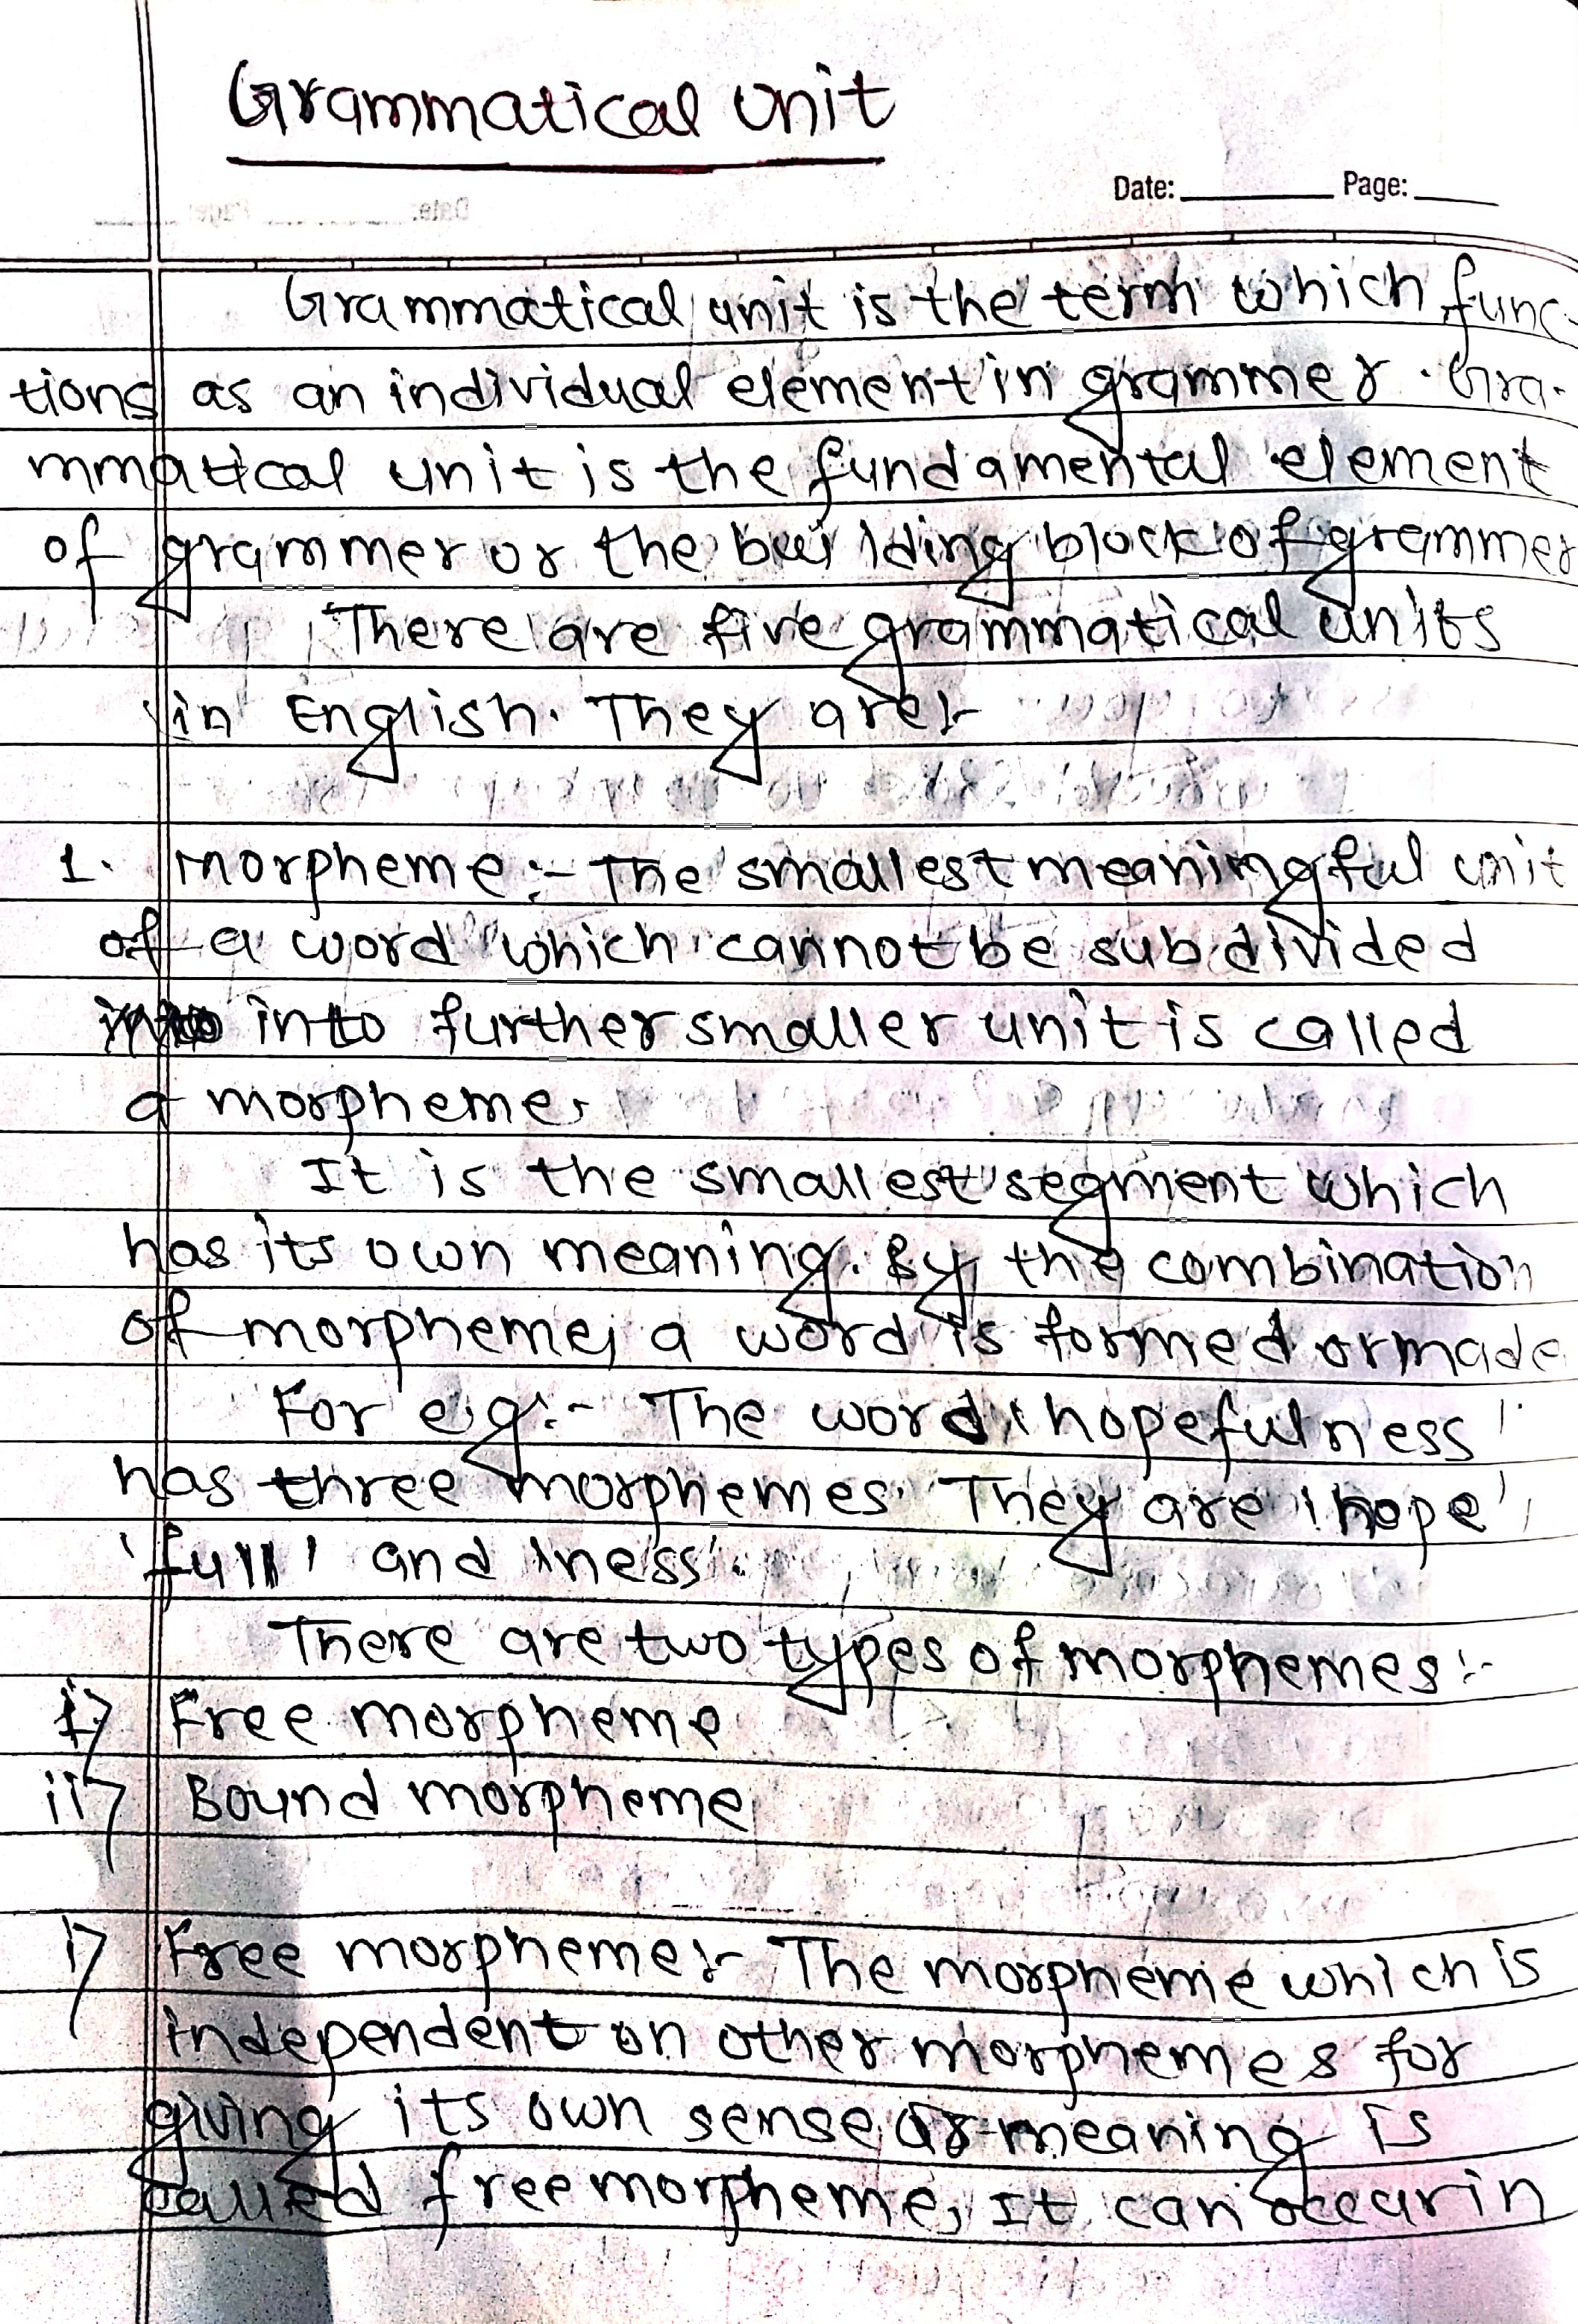 Grammatical unit
Date: Page:
Grammatical unit is the term which func-
tions as an individual element in grammer. Gra-
mmatical unit is the fundamental element
of grammer or the building block of grammer
There are five grammatical units
in English. They are:-
1. Morpheme:- The smallest meaningful unit
of a word which cannot be subdivided
into further smaller unit is called
a morpheme.
It is the smallest segment which
has its own meaning. By the combination
of morpheme, a word is formed or made
For e.g:- The word 'hopefulness'
has three morphemes. They are 'hope',
'full' and 'ness'.
There are two types of morphemes:-
i) Free morpheme
ii) Bound morpheme
i) Free morpheme:- The morpheme which is
independent on other morphemes for
giving its own sense or meaning is
called free morpheme, It can occur in